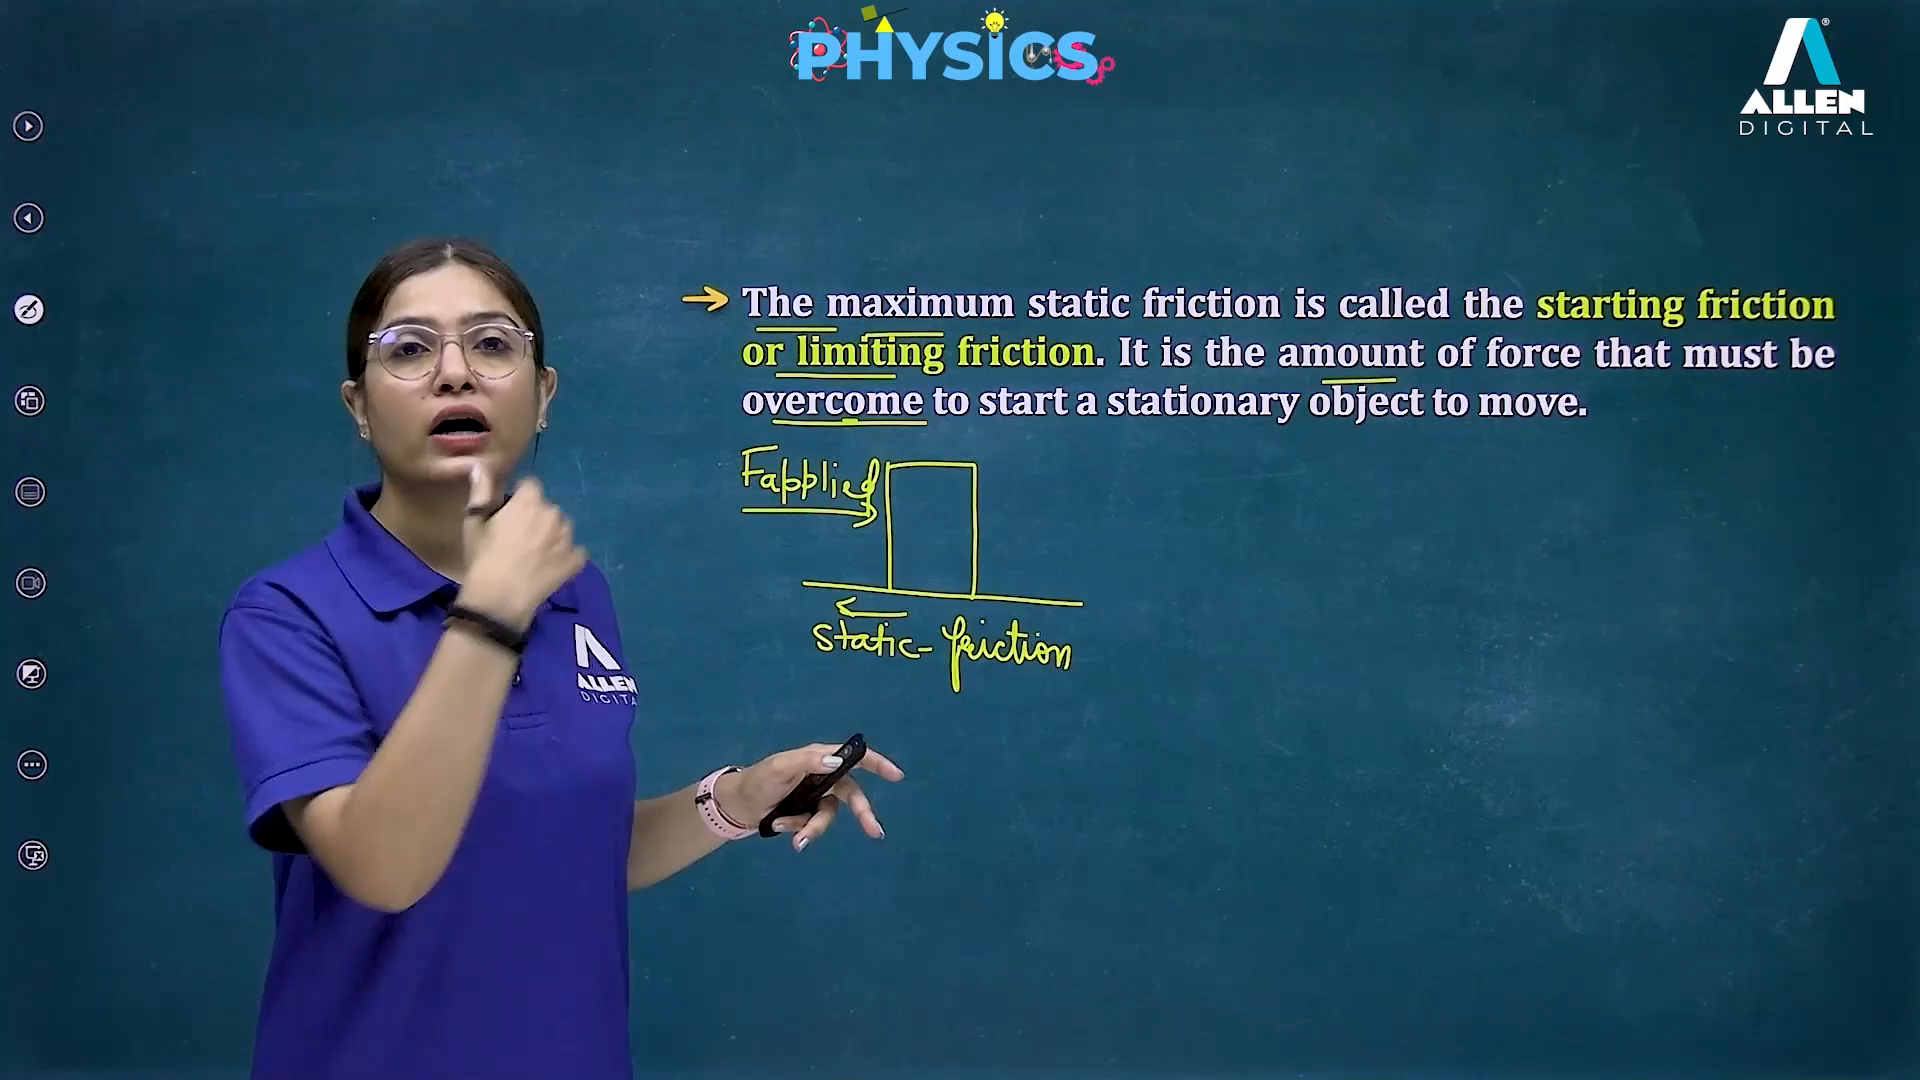 PHYSICS
ALLEN
DIGITAL
The maximum static friction is called the starting friction
or limiting friction. It is the amount of force that must be
overcome to start a stationary object to move.
Fapplied
static-friction
ALLEN
DIGITA